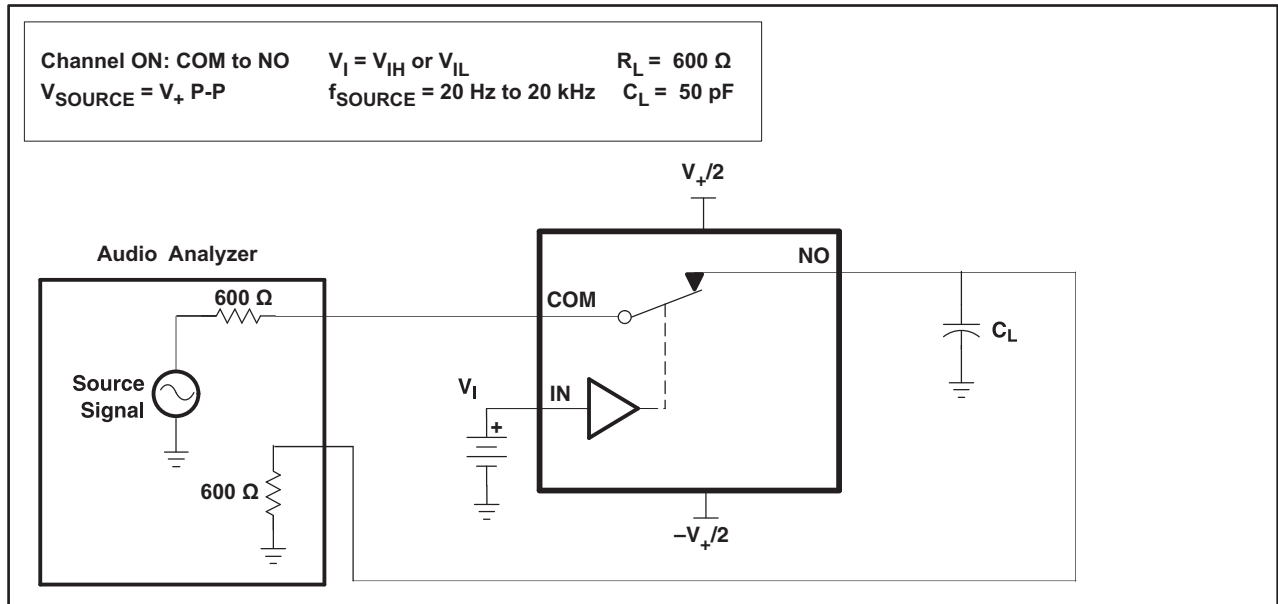 Channel ON: COM to NO V_I = V_IH or V_IL R_L = 600 Ω
V_SOURCE = V_+ P-P f_SOURCE = 20 Hz to 20 kHz C_L = 50 pF
V_+/2
Audio Analyzer
NO
600 Ω
COM
C_L
Source
Signal
V_I
IN
+
600 Ω
–V_+/2